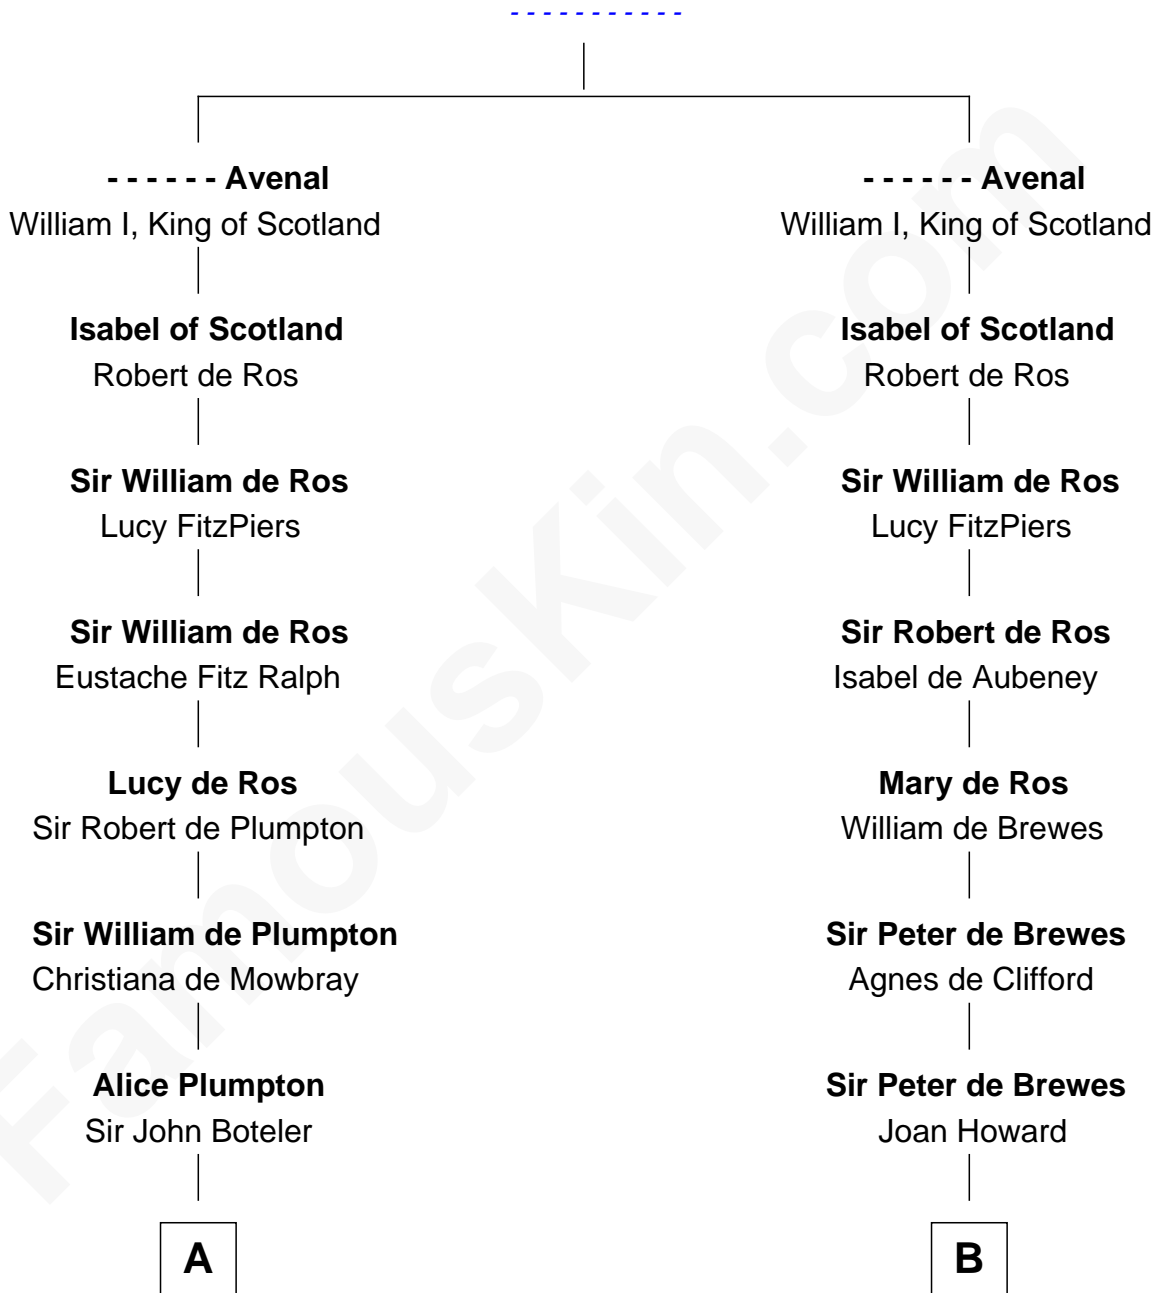 - - - - - - - - - - -
- - - - - - Avenal
William I, King of Scotland
Isabel of Scotland
Robert de Ros
Sir William de Ros
Lucy FitzPiers
Sir William de Ros
Eustache Fitz Ralph
Lucy de Ros
Sir Robert de Plumpton
Sir William de Plumpton
Christiana de Mowbray
Alice Plumpton
Sir John Boteler
A
- - - - - - Avenal
William I, King of Scotland
Isabel of Scotland
Robert de Ros
Sir William de Ros
Lucy FitzPiers
Sir Robert de Ros
Isabel de Aubeney
Mary de Ros
William de Brewes
Sir Peter de Brewes
Agnes de Clifford
Sir Peter de Brewes
Joan Howard
B
FamousKin.com